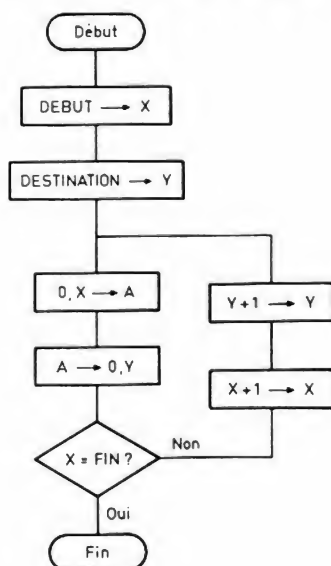 Début
DEBUT → X
DESTINATION → Y
0,X → A
Y+1 → Y
A → 0,Y
X+1 → X
X = FIN ?
Non
Oui
Fin